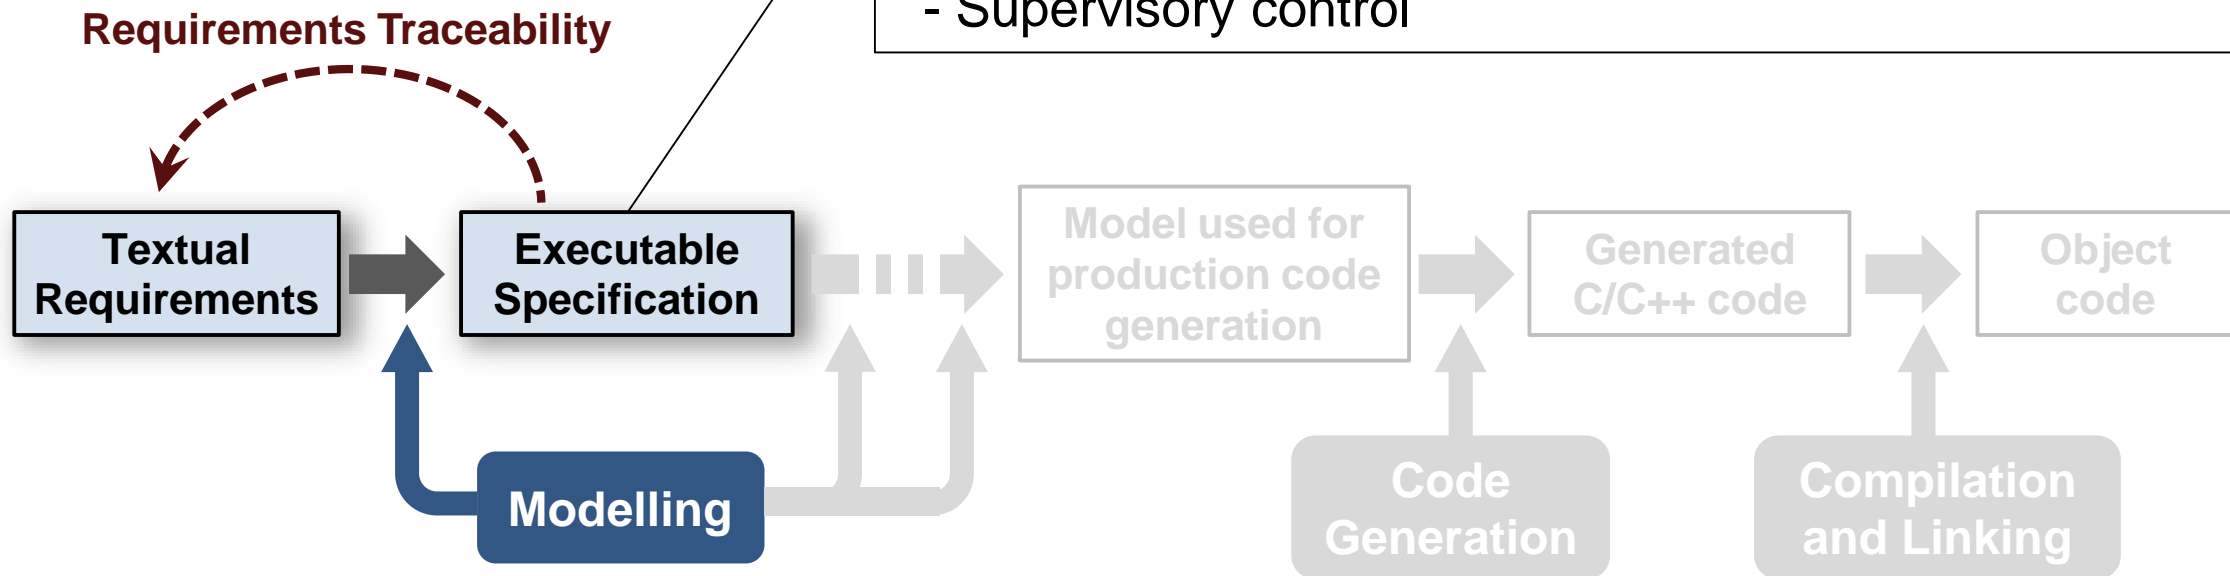 - Supervisory control
Requirements Traceability
Textual
Requirements
Executable
Specification
Model used for
production code
generation
Generated
C/C++ code
Object
code
Modelling
Code
Generation
Compilation
and Linking